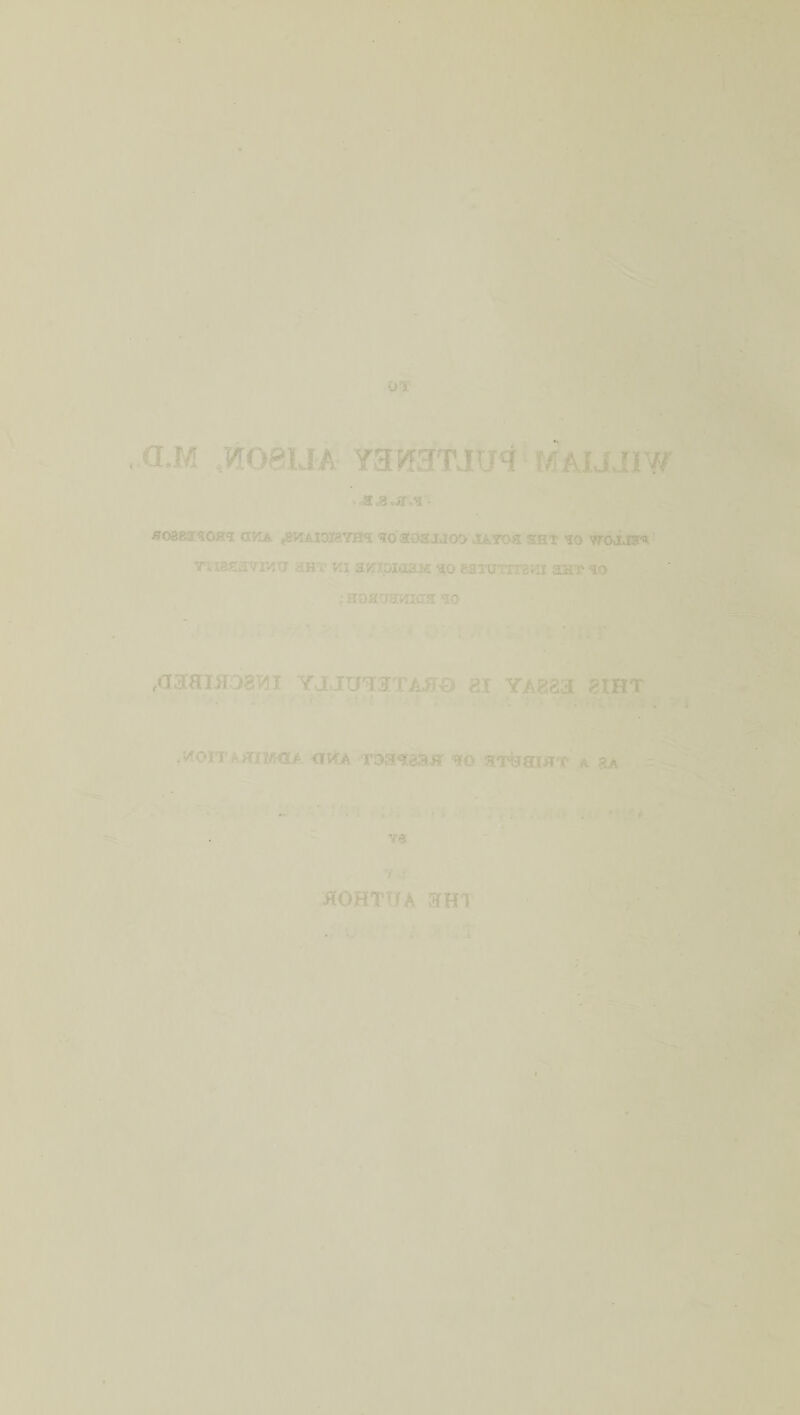 TO
WILLIAM PULTENEY ALISON, M.D.,
F.R.S.E.
FELLOW OF THE ROYAL COLLEGE OF PHYSICIANS, AND PROFESSOR
OF THE INSTITUTES OF MEDICINE IN THE UNIVERSITY
OF EDINBURGH;
THIS ESSAY IS GRATEFULLY INSCRIBED,
AS A TRIBUTE OF RESPECT AND ADMIRATION.
BY
THE AUTHOR